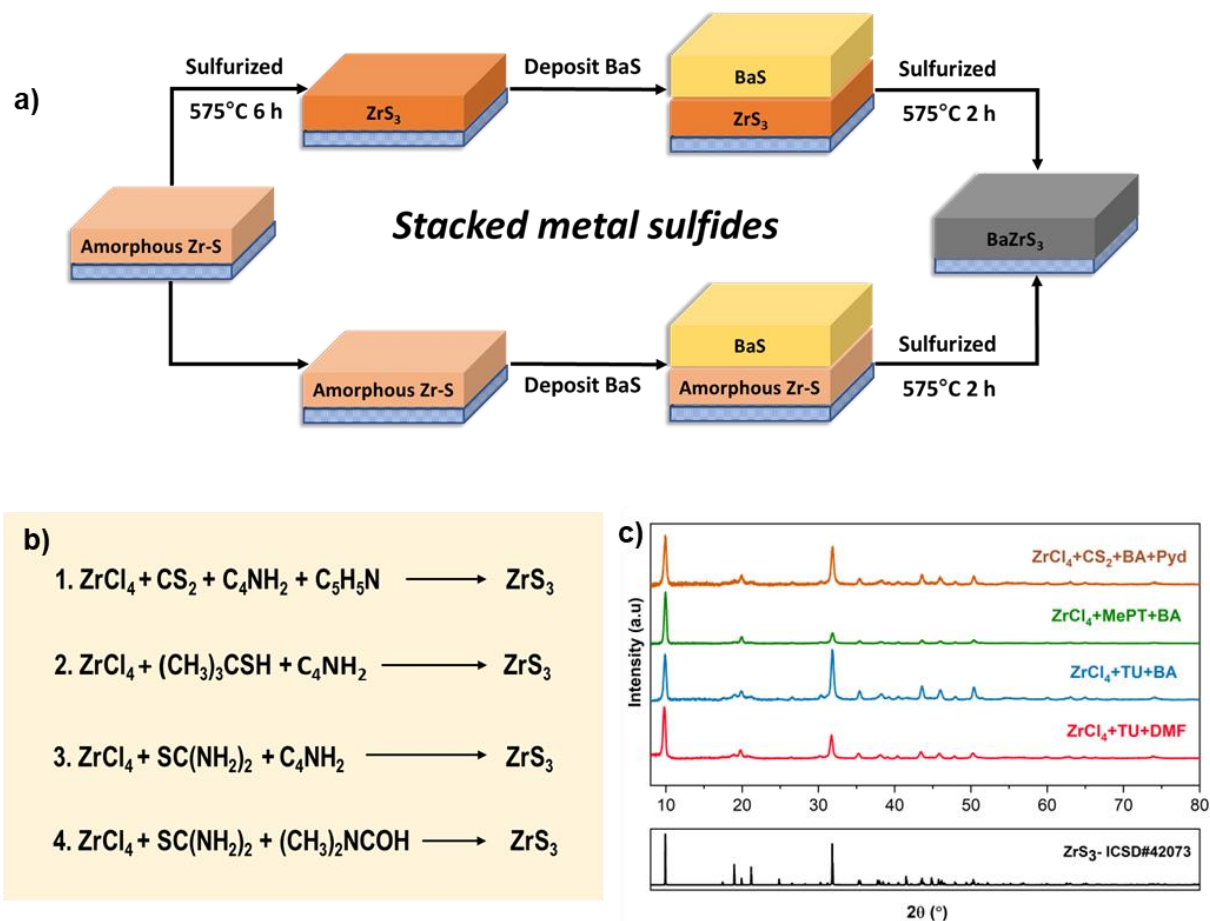 a)
Sulfurized
575°C 6 h
ZrS₃
Deposit BaS
BaS
ZrS₃
Sulfurized
575°C 2 h
Amorphous Zr-S
Stacked metal sulfides
BaZrS₃
Amorphous Zr-S
Deposit BaS
BaS
Amorphous Zr-S
Sulfurized
575°C 2 h
b)
1. ZrCl₄ + CS₂ + C₄NH₂ + C₅H₅N ⟶ ZrS₃
2. ZrCl₄ + (CH₃)₃CSH + C₄NH₂ ⟶ ZrS₃
3. ZrCl₄ + SC(NH₂)₂ + C₄NH₂ ⟶ ZrS₃
4. ZrCl₄ + SC(NH₂)₂ + (CH₃)₂NCOH ⟶ ZrS₃
c)
Intensity (a.u)
ZrCl₄+CS₂+BA+Pyd
ZrCl₄+MePT+BA
ZrCl₄+TU+BA
ZrCl₄+TU+DMF
10 20 30 40 50 60 70 80
ZrS₃- ICSD#42073
2θ (°)